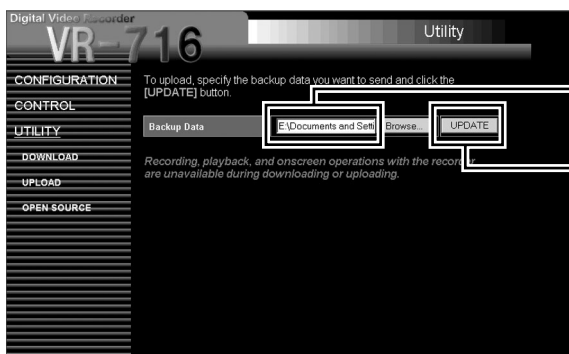 Digital Video Recorder
VR-716
Utility
CONFIGURATION
CONTROL
UTILITY
DOWNLOAD
UPLOAD
OPEN SOURCE
To upload, specify the backup data you want to send and click the
[UPDATE] button.
Backup Data E:\Documents and Setti Browse... UPDATE
Recording, playback, and onscreen operations with the recorder
are unavailable during downloading or uploading.